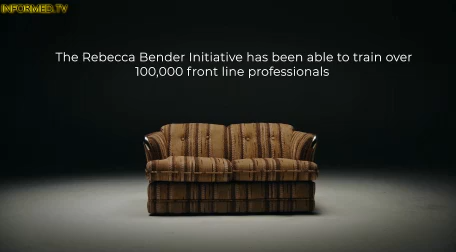 INFORMED.TV
The Rebecca Bender Initiative has been able to train over
100,000 front line professionals